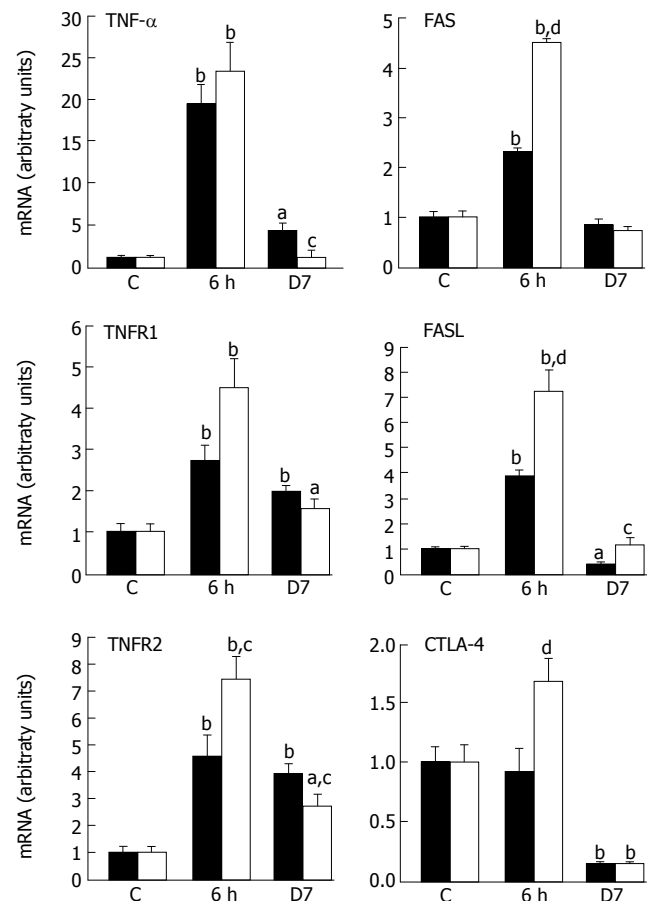 TNF-α
mRNA (arbitraty units)
30
25
20
15
10
5
0
b
b
a
c
C
6 h
D7
FAS
5
4
3
2
1
0
b
b,d
C
6 h
D7
TNFR1
mRNA (arbitraty units)
6
5
4
3
2
1
0
b
b
b
a
C
6 h
D7
FASL
9
8
7
6
5
4
3
2
1
0
b
b,d
a
c
C
6 h
D7
TNFR2
mRNA (arbitraty units)
9
8
7
6
5
4
3
2
1
0
b
b,c
b
a,c
C
6 h
D7
CTLA-4
2.0
1.5
1.0
0.5
0.0
d
b
b
C
6 h
D7